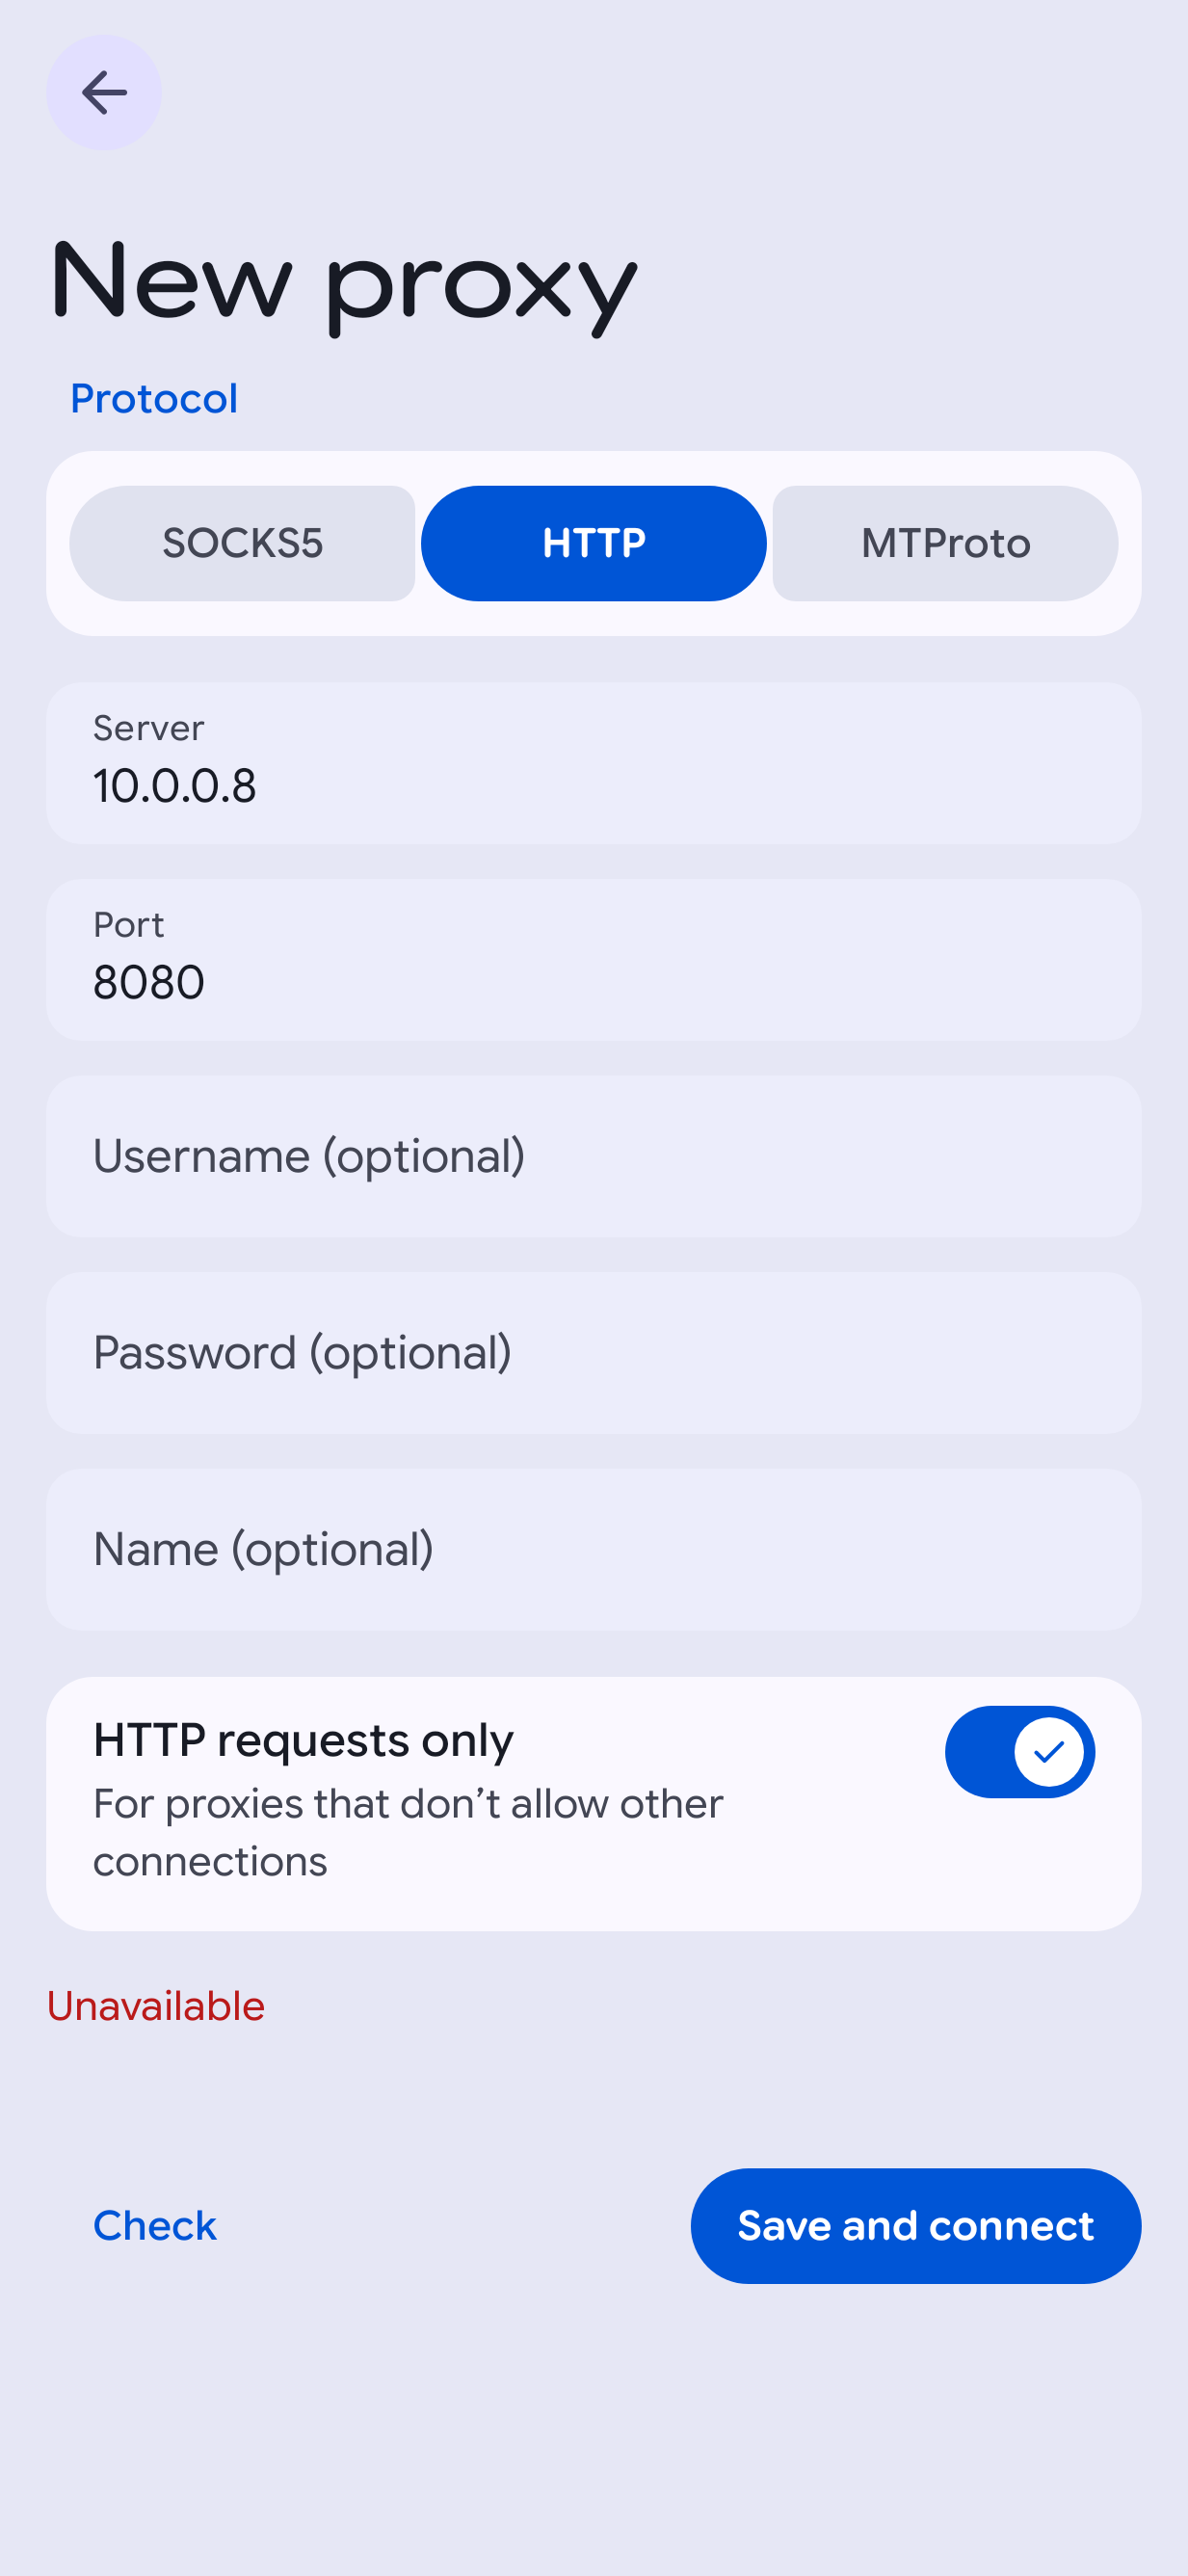 New proxy
Protocol
SOCKS5
HTTP
MTProto
Server
10.0.0.8
Port
8080
Username (optional)
Password (optional)
Name (optional)
HTTP requests only
For proxies that don’t allow other
connections
Unavailable
Check
Save and connect